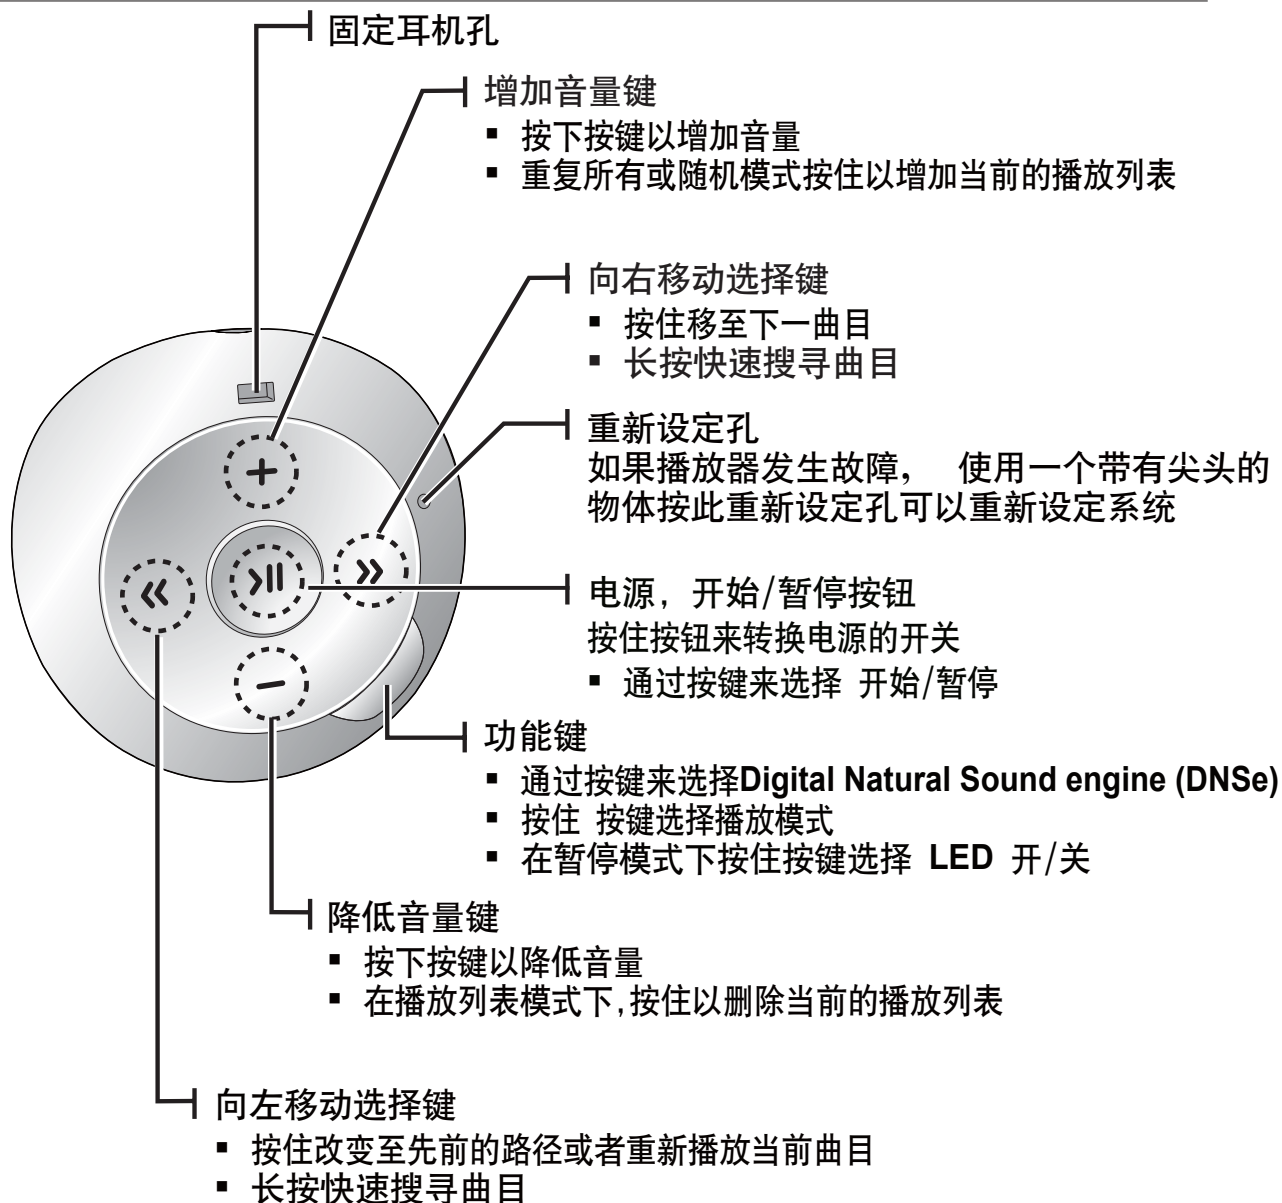 固定耳机孔
增加音量键
▪ 按下按键以增加音量
▪ 重复所有或随机模式按住以增加当前的播放列表
向右移动选择键
▪ 按住移至下一曲目
▪ 长按快速搜寻曲目
重新设定孔
如果播放器发生故障， 使用一个带有尖头的
物体按此重新设定孔可以重新设定系统
电源，开始/暂停按钮
按住按钮来转换电源的开关
▪ 通过按键来选择 开始/暂停
功能键
▪ 通过按键来选择Digital Natural Sound engine (DNSe)
▪ 按住 按键选择播放模式
▪ 在暂停模式下按住按键选择 LED 开/关
降低音量键
▪ 按下按键以降低音量
▪ 在播放列表模式下,按住以删除当前的播放列表
向左移动选择键
▪ 按住改变至先前的路径或者重新播放当前曲目
▪ 长按快速搜寻曲目